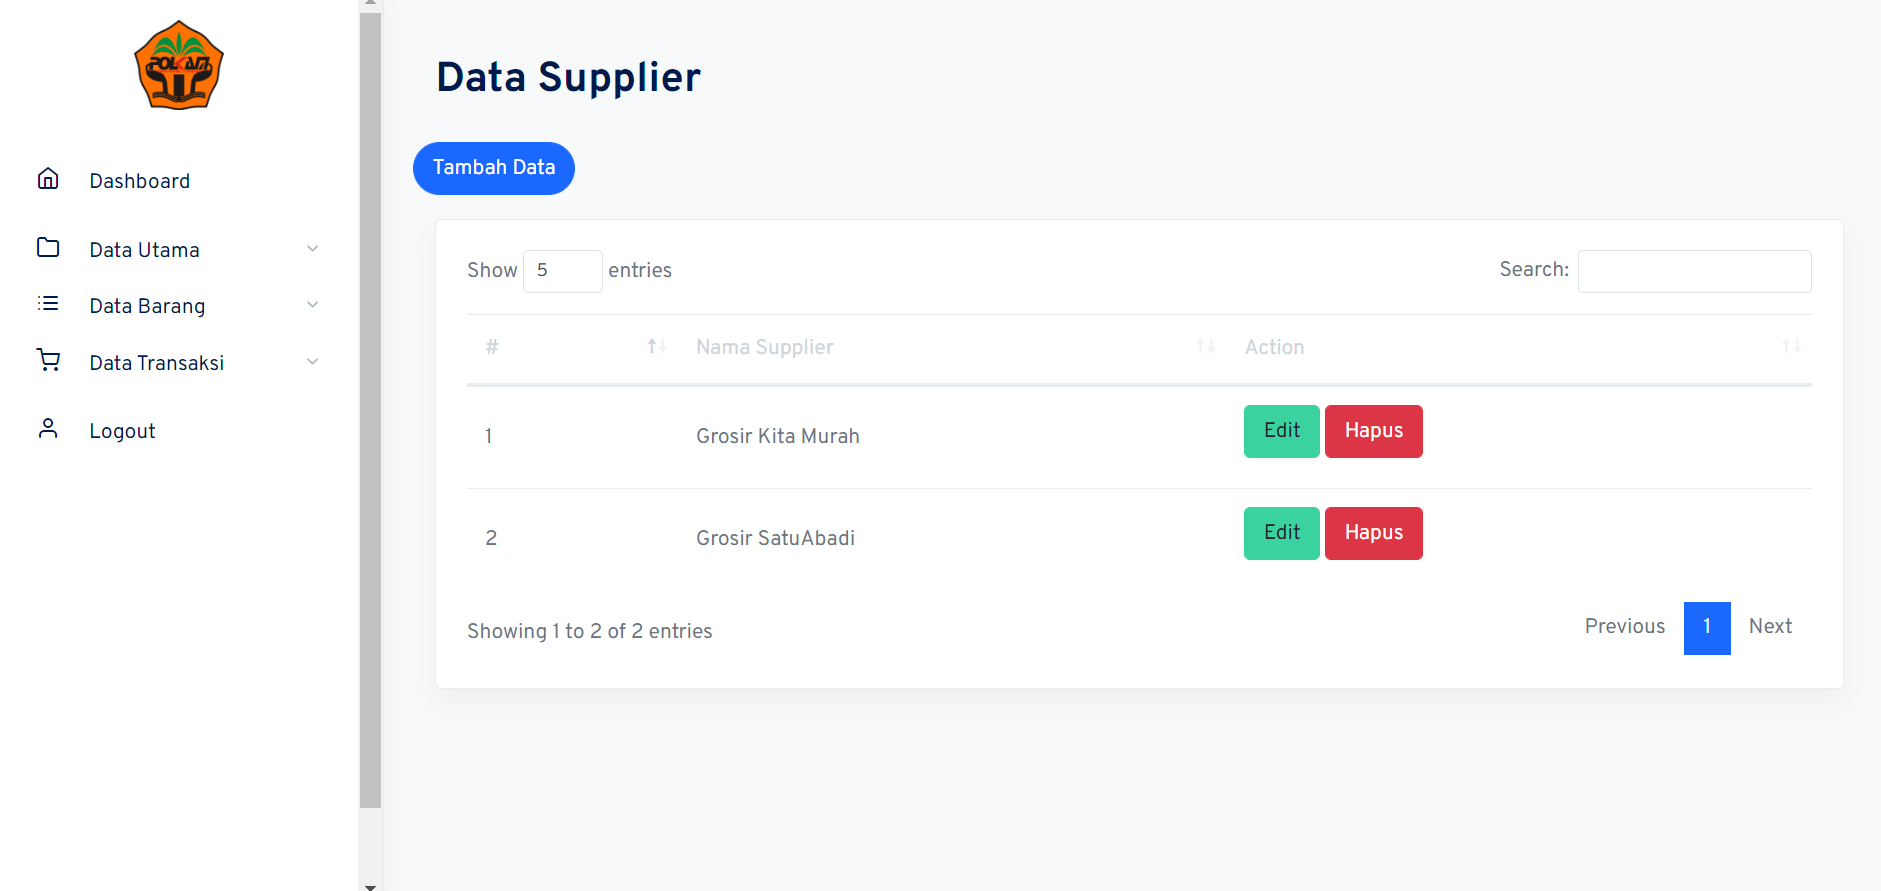 POLKAM
Dashboard
Data Utama
Data Barang
Data Transaksi
Logout
Data Supplier
Tambah Data
Show 5 entries
Search:
# Nama Supplier Action
1 Grosir Kita Murah Edit Hapus
2 Grosir SatuAbadi Edit Hapus
Showing 1 to 2 of 2 entries
Previous 1 Next